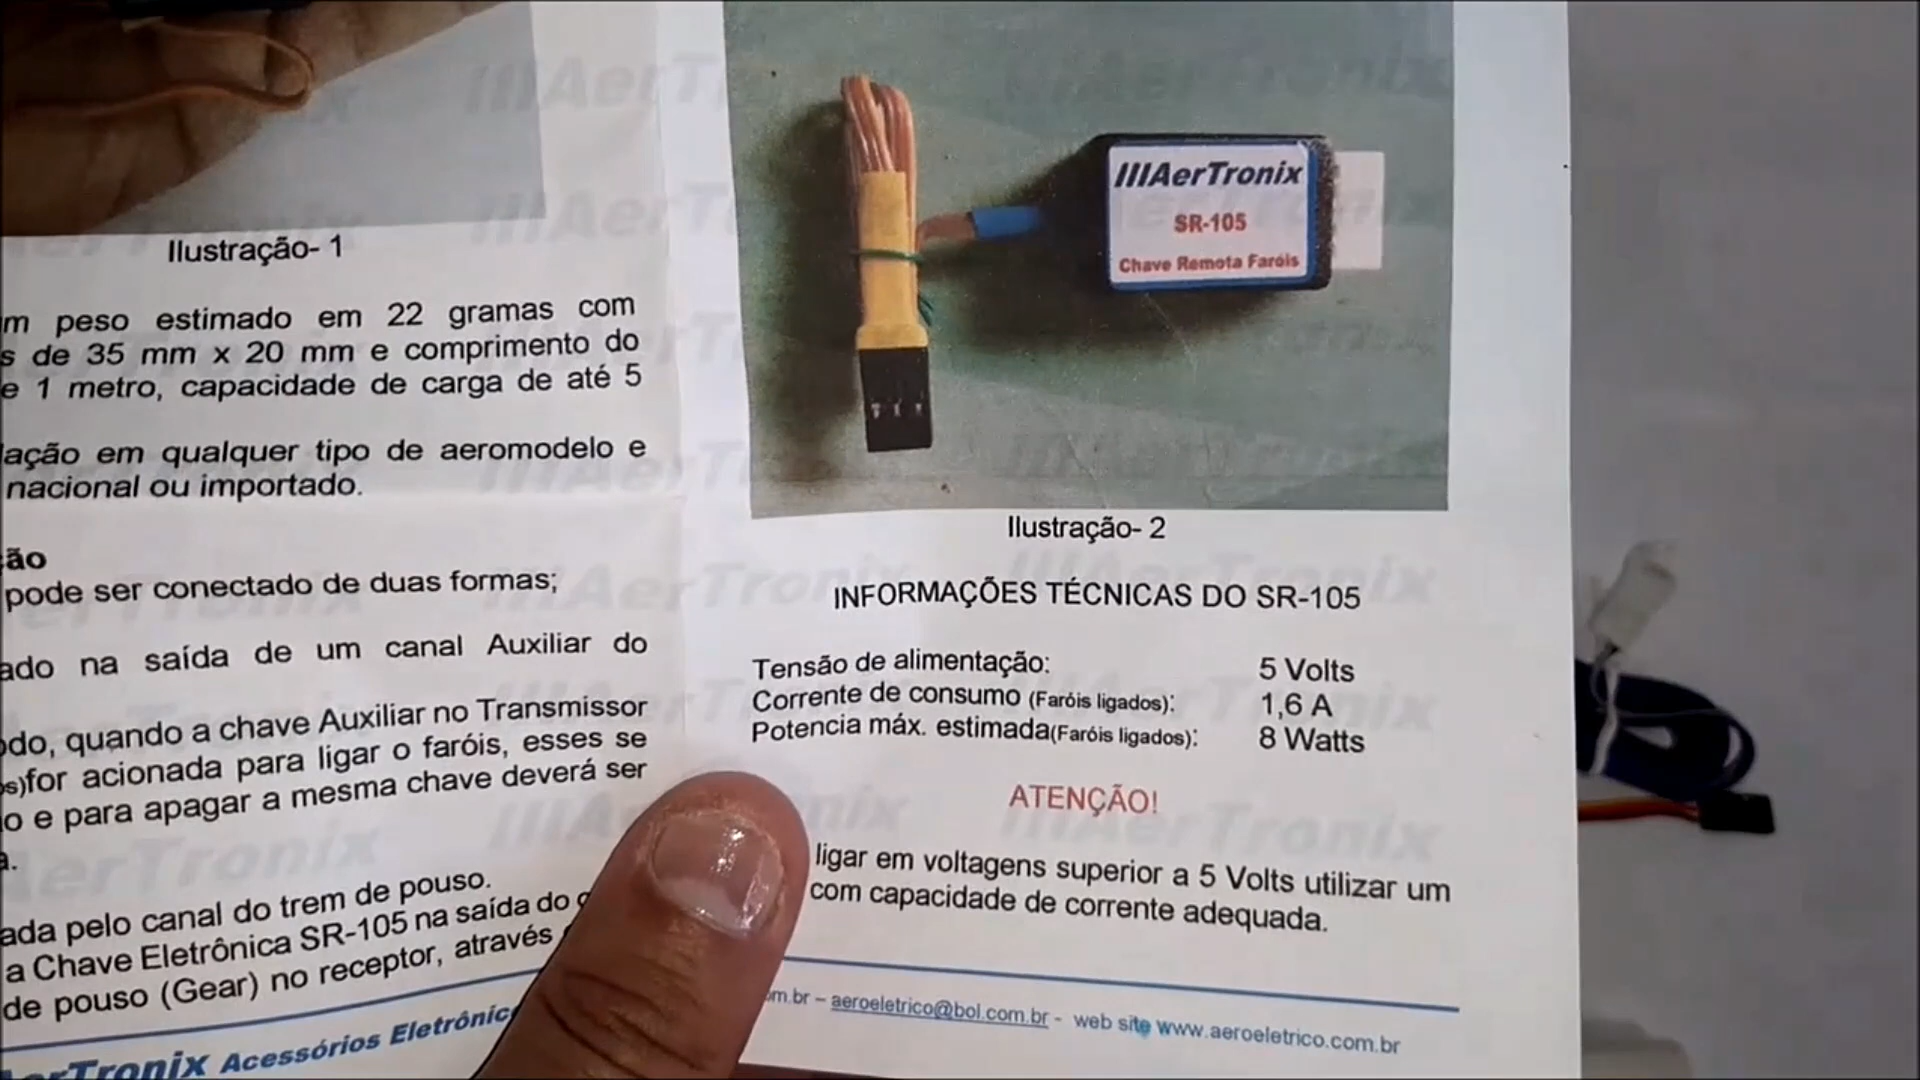 Ilustração- 1
peso estimado em 22 gramas com
de 35 mm x 20 mm e comprimento do
1 metro, capacidade de carga de até 5
em qualquer tipo de aeromodelo e
nacional ou importado.
pode ser conectado de duas formas;
na saída de um canal Auxiliar do
quando a chave Auxiliar no Transmissor
for acionada para ligar o faróis, esses se
e para apagar a mesma chave deverá ser
pelo canal do trem de pouso.
a Chave Eletrônica SR-105 na saída do
de pouso (Gear) no receptor, através
Acessórios
IIIAerTronix
SR-105
Chave Remota Faróis
Ilustração- 2
INFORMAÇÕES TÉCNICAS DO SR-105
Tensão de alimentação: 5 Volts
Corrente de consumo (Faróis ligados): 1,6 A
Potencia máx. estimada(Faróis ligados): 8 Watts
ATENÇÃO!
ligar em voltagens superior a 5 Volts utilizar um
com capacidade de corrente adequada.
aeroeletrico@bol.com.br - web site www.aeroeletrico.com.br